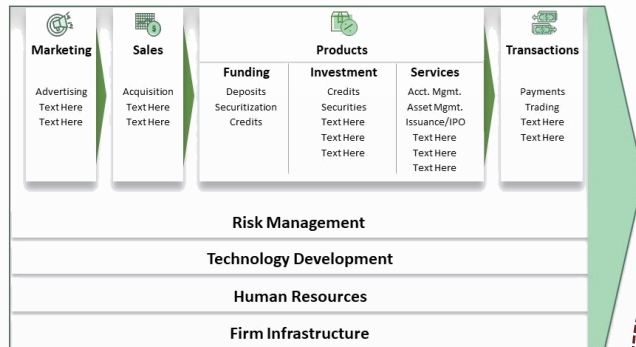 Marketing
Advertising
Text Here
Text Here
Sales
Acquisition
Text Here
Text Here
Products
Funding
Deposits
Securitization
Credits
Investment
Credits
Securities
Text Here
Text Here
Text Here
Services
Acct. Mgmt.
Asset Mgmt.
Issuance/IPO
Text Here
Text Here
Text Here
Transactions
Payments
Trading
Text Here
Text Here
Risk Management
Technology Development
Human Resources
Firm Infrastructure